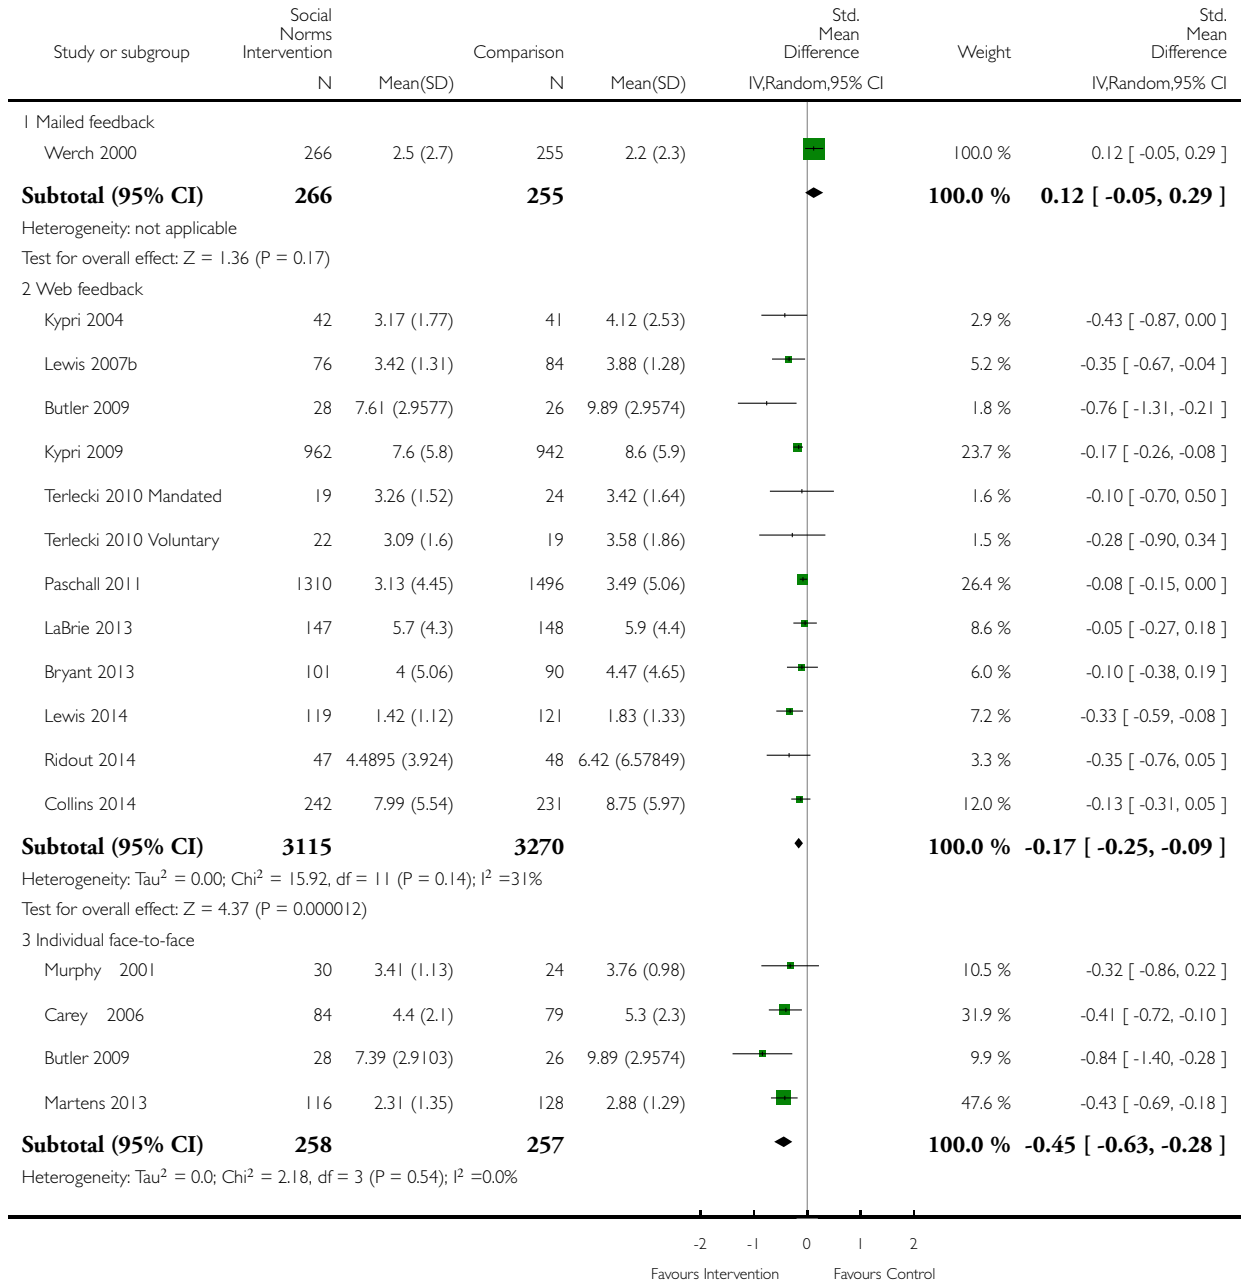 Social Std. Std.
Norms Mean Mean
Study or subgroup Intervention Comparison Difference Weight Difference
N Mean(SD) N Mean(SD) IV,Random,95% CI IV,Random,95% CI
1 Mailed feedback
Werch 2000 266 2.5 (2.7) 255 2.2 (2.3) 100.0 % 0.12 [ -0.05, 0.29 ]
Subtotal (95% CI) 266 255 100.0 % 0.12 [ -0.05, 0.29 ]
Heterogeneity: not applicable
Test for overall effect: Z = 1.36 (P = 0.17)
2 Web feedback
Kypri 2004 42 3.17 (1.77) 41 4.12 (2.53) 2.9 % -0.43 [ -0.87, 0.00 ]
Lewis 2007b 76 3.42 (1.31) 84 3.88 (1.28) 5.2 % -0.35 [ -0.67, -0.04 ]
Butler 2009 28 7.61 (2.9577) 26 9.89 (2.9574) 1.8 % -0.76 [ -1.31, -0.21 ]
Kypri 2009 962 7.6 (5.8) 942 8.6 (5.9) 23.7 % -0.17 [ -0.26, -0.08 ]
Terlecki 2010 Mandated 19 3.26 (1.52) 24 3.42 (1.64) 1.6 % -0.10 [ -0.70, 0.50 ]
Terlecki 2010 Voluntary 22 3.09 (1.6) 19 3.58 (1.86) 1.5 % -0.28 [ -0.90, 0.34 ]
Paschall 2011 1310 3.13 (4.45) 1496 3.49 (5.06) 26.4 % -0.08 [ -0.15, 0.00 ]
LaBrie 2013 147 5.7 (4.3) 148 5.9 (4.4) 8.6 % -0.05 [ -0.27, 0.18 ]
Bryant 2013 101 4 (5.06) 90 4.47 (4.65) 6.0 % -0.10 [ -0.38, 0.19 ]
Lewis 2014 119 1.42 (1.12) 121 1.83 (1.33) 7.2 % -0.33 [ -0.59, -0.08 ]
Ridout 2014 47 4.4895 (3.924) 48 6.42 (6.57849) 3.3 % -0.35 [ -0.76, 0.05 ]
Collins 2014 242 7.99 (5.54) 231 8.75 (5.97) 12.0 % -0.13 [ -0.31, 0.05 ]
Subtotal (95% CI) 3115 3270 100.0 % -0.17 [ -0.25, -0.09 ]
Heterogeneity: Tau² = 0.00; Chi² = 15.92, df = 11 (P = 0.14); I² =31%
Test for overall effect: Z = 4.37 (P = 0.000012)
3 Individual face-to-face
Murphy 2001 30 3.41 (1.13) 24 3.76 (0.98) 10.5 % -0.32 [ -0.86, 0.22 ]
Carey 2006 84 4.4 (2.1) 79 5.3 (2.3) 31.9 % -0.41 [ -0.72, -0.10 ]
Butler 2009 28 7.39 (2.9103) 26 9.89 (2.9574) 9.9 % -0.84 [ -1.40, -0.28 ]
Martens 2013 116 2.31 (1.35) 128 2.88 (1.29) 47.6 % -0.43 [ -0.69, -0.18 ]
Subtotal (95% CI) 258 257 100.0 % -0.45 [ -0.63, -0.28 ]
Heterogeneity: Tau² = 0.0; Chi² = 2.18, df = 3 (P = 0.54); I² =0.0%
-2 -1 0 1 2
Favours Intervention Favours Control